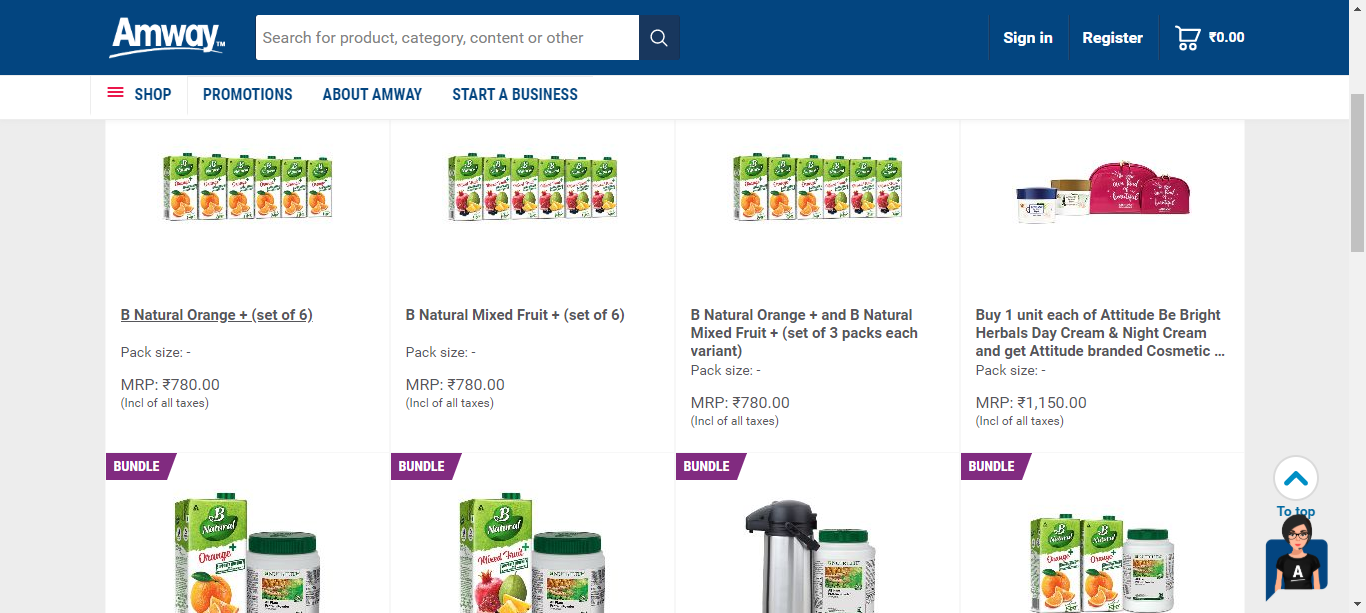 Amway™
Search for product, category, content or other
Sign in
Register
₹0.00
SHOP
PROMOTIONS
ABOUT AMWAY
START A BUSINESS
B Natural Orange + (set of 6)
Pack size: -
MRP: ₹780.00
(Incl of all taxes)
B Natural Mixed Fruit + (set of 6)
Pack size: -
MRP: ₹780.00
(Incl of all taxes)
B Natural Orange + and B Natural
Mixed Fruit + (set of 3 packs each
variant)
Pack size: -
MRP: ₹780.00
(Incl of all taxes)
Buy 1 unit each of Attitude Be Bright
Herbals Day Cream & Night Cream
and get Attitude branded Cosmetic ...
Pack size: -
MRP: ₹1,150.00
(Incl of all taxes)
BUNDLE
BUNDLE
BUNDLE
BUNDLE
B
Natural
Orange+
B
Natural
Mixed Fruit+
To top
A